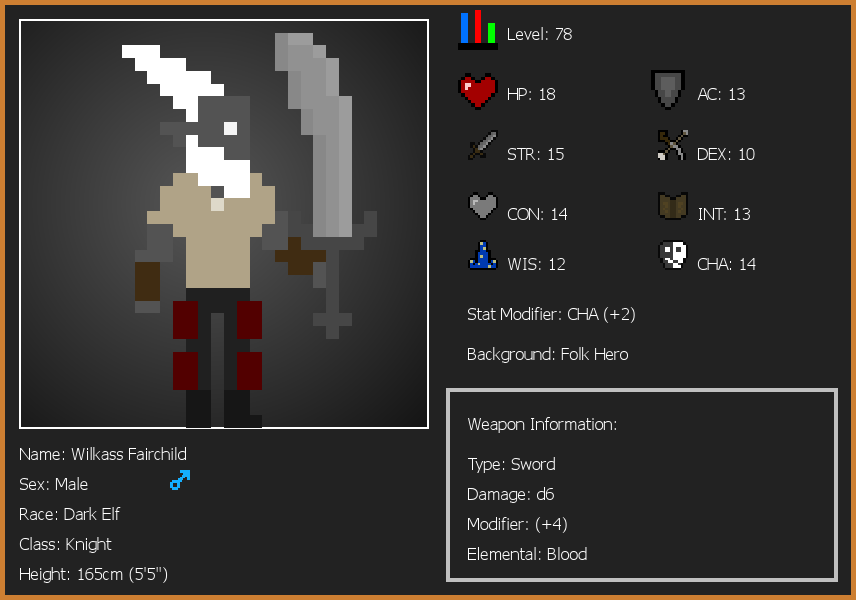 Level: 78
HP: 18
AC: 13
STR: 15
DEX: 10
CON: 14
INT: 13
WIS: 12
CHA: 14
Stat Modifier: CHA (+2)
Background: Folk Hero
Weapon Information:
Type: Sword
Damage: d6
Modifier: (+4)
Elemental: Blood
Name: Wilkass Fairchild
Sex: Male
Race: Dark Elf
Class: Knight
Height: 165cm (5'5")